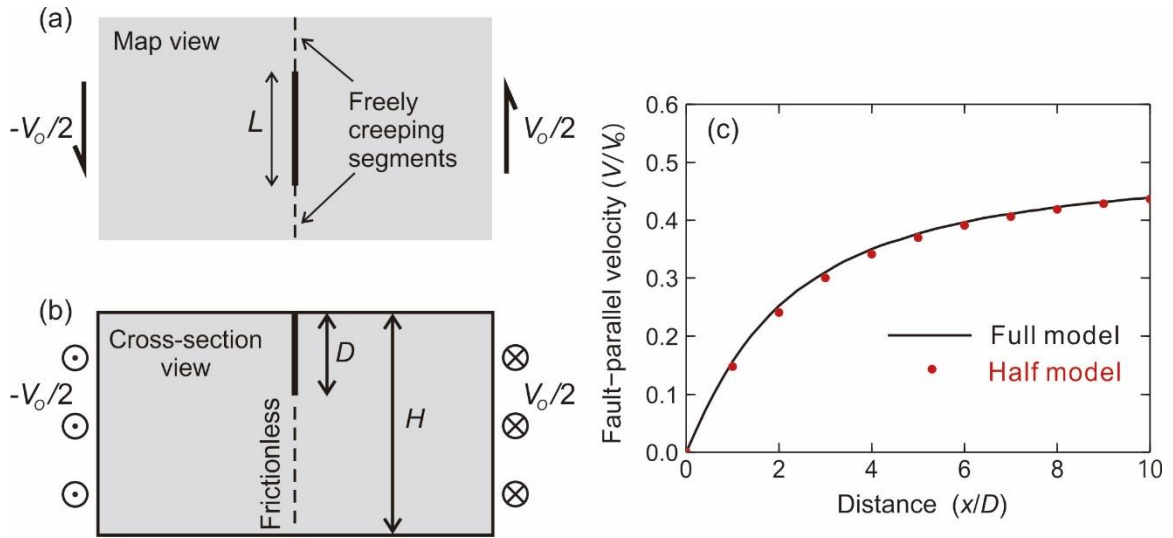 (a)
Map view
-Vo/2
L
Freely
creeping
segments
Vo/2
(b)
Cross-section
view
-Vo/2
D
H
Frictionless
Vo/2
(c)
Fault-parallel velocity (V/Vo)
0.6
0.5
0.4
0.3
0.2
0.1
0.0
Full model
Half model
0 2 4 6 8 10
Distance (x/D)